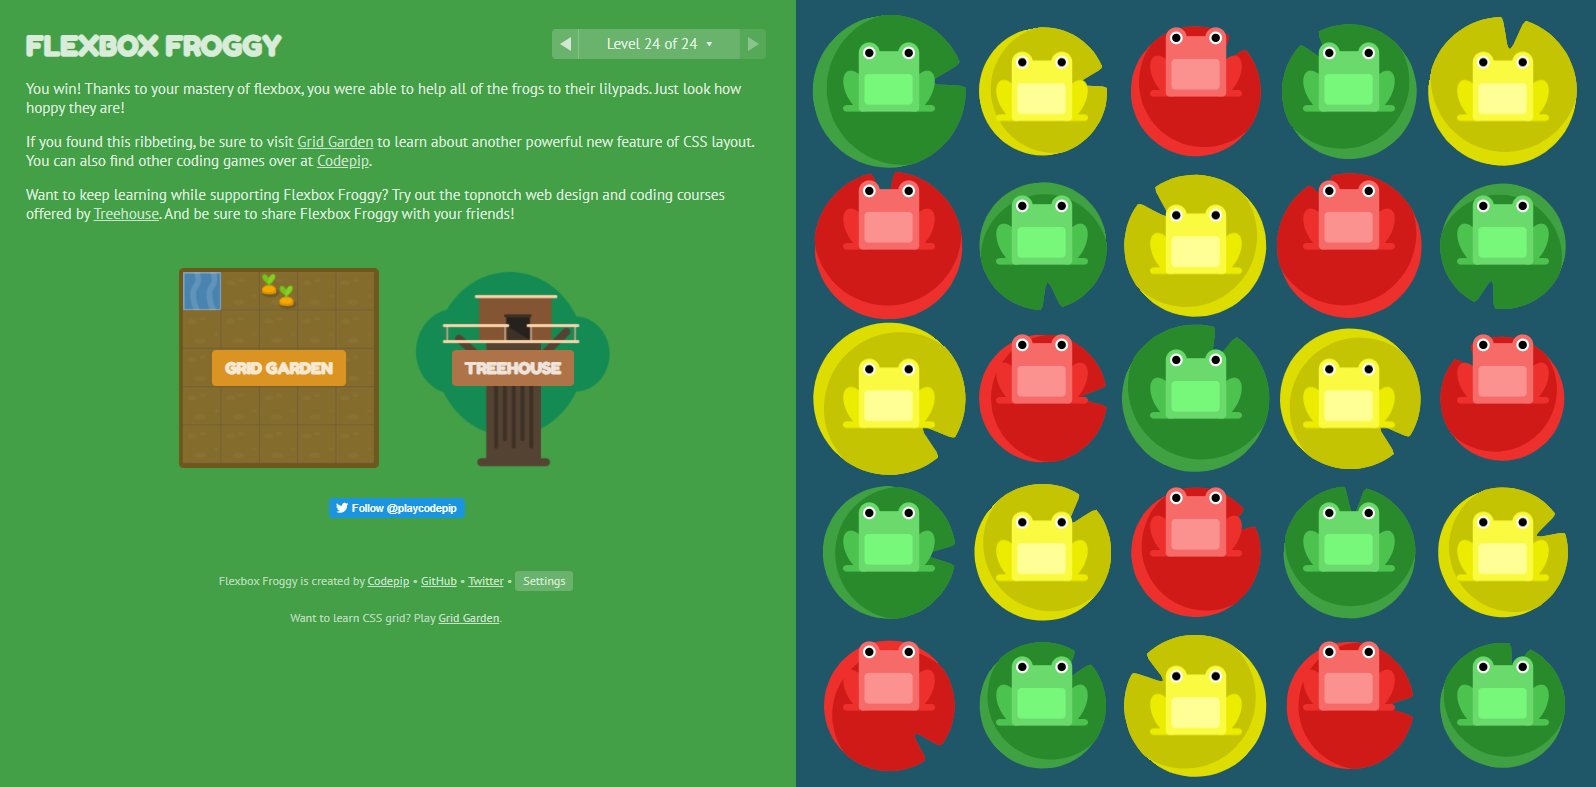 FLEXBOX FROGGY
Level 24 of 24
You win! Thanks to your mastery of flexbox, you were able to help all of the frogs to their lilypads. Just look how
hoppy they are!
If you found this ribbeting, be sure to visit Grid Garden to learn about another powerful new feature of CSS layout.
You can also find other coding games over at Codepip.
Want to keep learning while supporting Flexbox Froggy? Try out the topnotch web design and coding courses
offered by Treehouse. And be sure to share Flexbox Froggy with your friends!
GRID GARDEN
TREEHOUSE
Follow @playcodepip
Flexbox Froggy is created by Codepip • GitHub • Twitter • Settings
Want to learn CSS grid? Play Grid Garden.